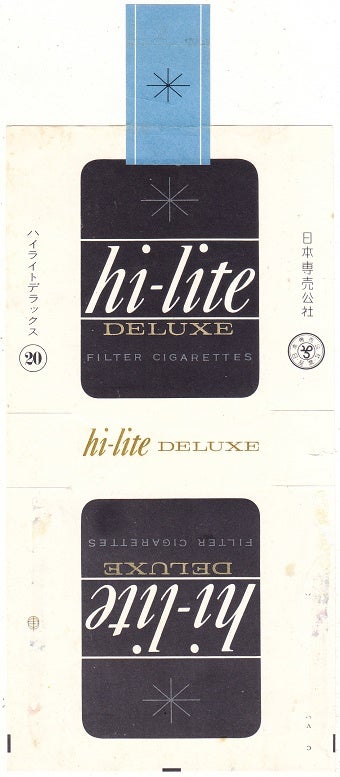 hi-lite
DELUXE
FILTER CIGARETTES
ハイライトデラックス
20
日本専売公社
hi-lite DELUXE
FILTER CIGARETTES
DELUXE
hi-lite